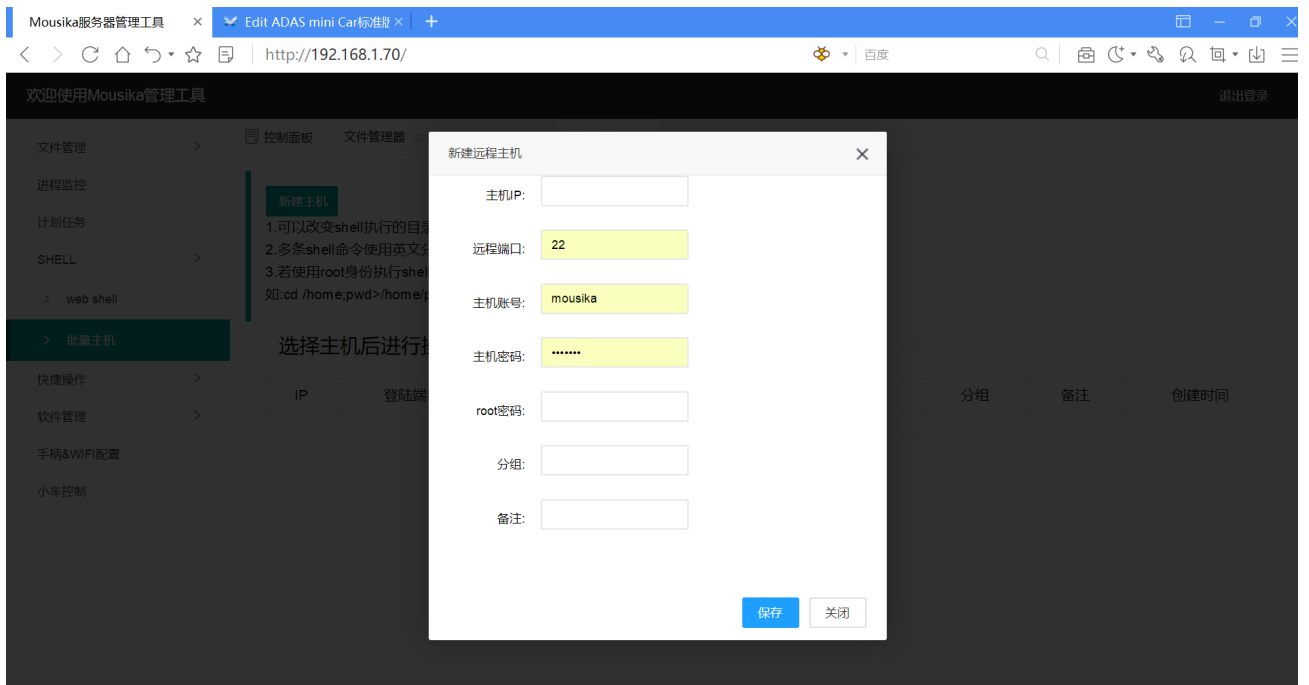 Mousika服务器管理工具
Edit ADAS mini Car标准版
http://192.168.1.70/
百度
欢迎使用Mousika管理工具
退出登录
文件管理
控制面板
文件管理器
进程监控
计划任务
SHELL
web shell
批量主机
快捷操作
软件管理
手柄&WIFI配置
小车控制
新建主机
1.可以改变shell执行的目录
2.多条shell命令使用英文分
3.若使用root身份执行shell
如:cd /home;pwd>/home/p
选择主机后进行操
IP
登陆端
分组
备注
创建时间
新建远程主机
主机IP:
远程端口: 22
主机账号: mousika
主机密码: •••••••
root密码:
分组:
备注:
保存
关闭